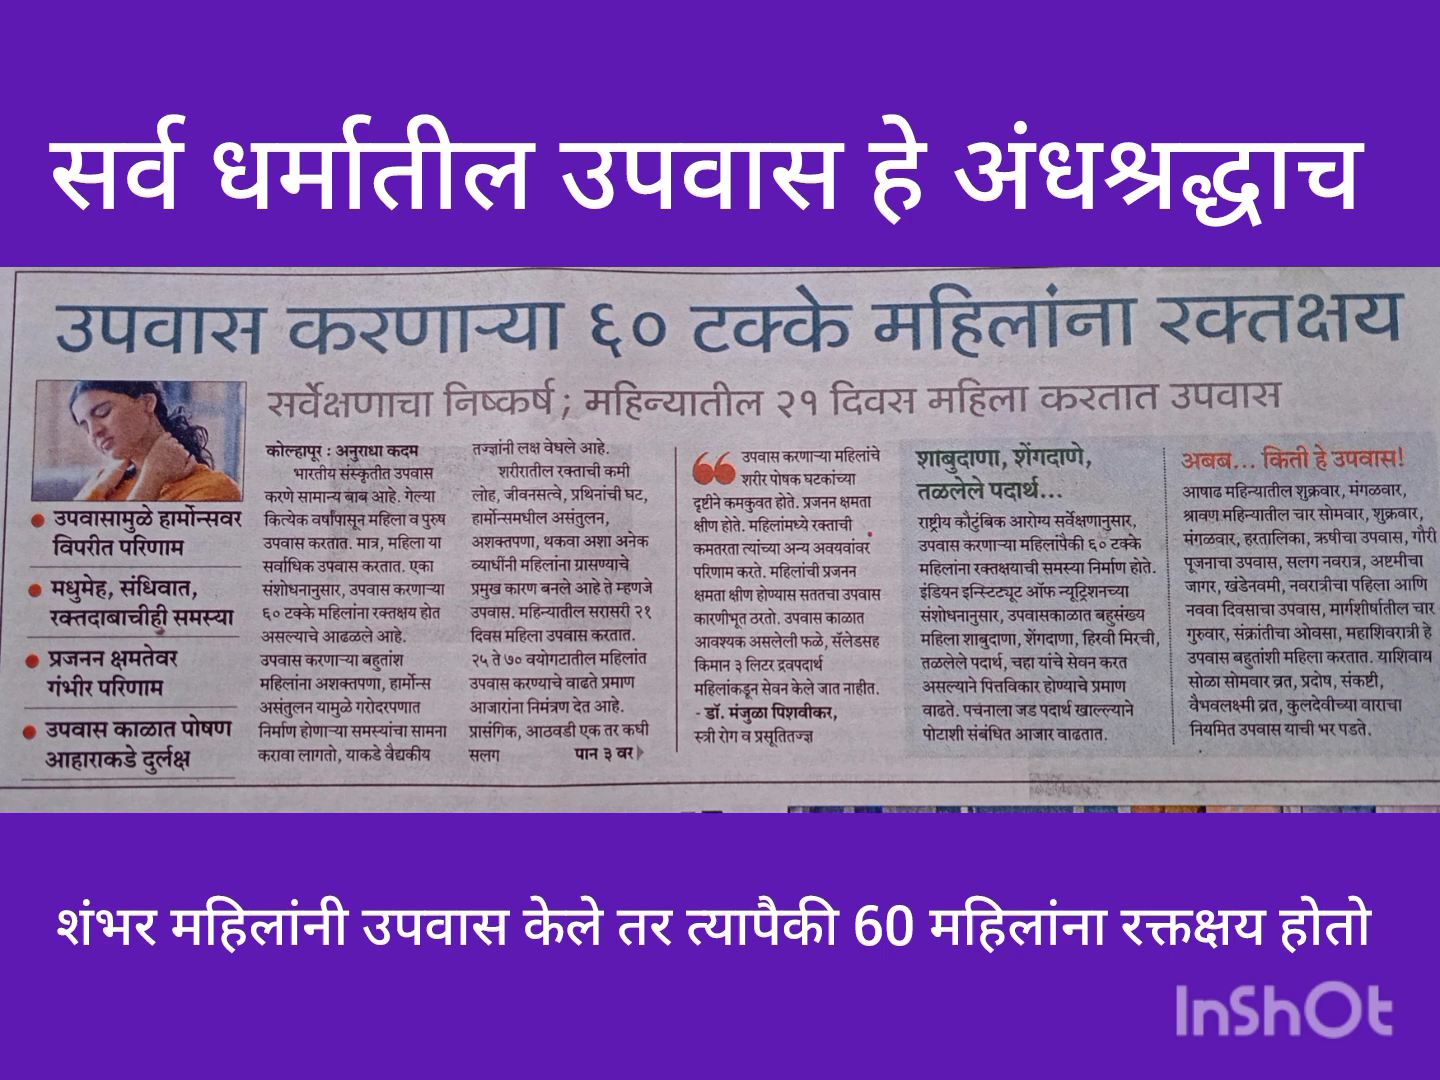 सर्व धर्मातील उपवास हे अंधश्रद्धाच
उपवास करणाऱ्या ६० टक्के महिलांना रक्तक्षय
सर्वेक्षणाचा निष्कर्ष ; महिन्यातील २१ दिवस महिला करतात उपवास
● उपवासामुळे हार्मोन्सवर
विपरीत परिणाम
● मधुमेह, संधिवात,
रक्तदाबाचीही समस्या
● प्रजनन क्षमतेवर
गंभीर परिणाम
● उपवास काळात पोषण
आहाराकडे दुर्लक्ष
कोल्हापूर : अनुराधा कदम
भारतीय संस्कृतीत उपवास
करणे सामान्य बाब आहे. गेल्या
कित्येक वर्षांपासून महिला व पुरुष
उपवास करतात. मात्र, महिला या
सर्वाधिक उपवास करतात. एका
संशोधनानुसार, उपवास करणाऱ्या
६० टक्के महिलांना रक्तक्षय होत
असल्याचे आढळले आहे.
उपवास करणाऱ्या बहुतांश
महिलांना अशक्तपणा, हार्मोन्स
असंतुलन यामुळे गरोदरपणात
निर्माण होणाऱ्या समस्यांचा सामना
करावा लागतो, याकडे वैद्यकीय
तज्ज्ञांनी लक्ष वेधले आहे.
शरीरातील रक्ताची कमी
लोह, जीवनसत्वे, प्रथिनांची घट,
हार्मोन्समधील असंतुलन,
अशक्तपणा, थकवा अशा अनेक
व्याधींनी महिलांना ग्रासण्याचे
प्रमुख कारण बनले आहे ते म्हणजे
उपवास. महिन्यातील सरासरी २१
दिवस महिला उपवास करतात.
२५ ते ७० वयोगटातील महिलांत
उपवास करण्याचे वाढते प्रमाण
आजारांना निमंत्रण देत आहे.
प्रासंगिक, आठवडी एक तर कधी
सलग पान ३ वर
उपवास करणाऱ्या महिलांचे
शरीर पोषक घटकांच्या
दृष्टीने कमकुवत होते. प्रजनन क्षमता
क्षीण होते. महिलांमध्ये रक्ताची
कमतरता त्यांच्या अन्य अवयवांवर
परिणाम करते. महिलांची प्रजनन
क्षमता क्षीण होण्यास सततचा उपवास
कारणीभूत ठरतो. उपवास काळात
आवश्यक असलेली फळे, सॅलेडसह
किमान ३ लिटर द्रवपदार्थ
महिलांकडून सेवन केले जात नाहीत.
- डॉ. मंजुळा पिशवीकर,
स्त्री रोग व प्रसूतितज्ज्ञ
शाबुदाणा, शेंगदाणे,
तळलेले पदार्थ...
राष्ट्रीय कौटुंबिक आरोग्य सर्वेक्षणानुसार,
उपवास करणाऱ्या महिलांपैकी ६० टक्के
महिलांना रक्तक्षयाची समस्या निर्माण होते.
इंडियन इन्स्टिट्यूट ऑफ न्यूट्रिशनच्या
संशोधनानुसार, उपवासकाळात बहुसंख्य
महिला शाबुदाणा, शेंगदाणा, हिरवी मिरची,
तळलेले पदार्थ, चहा यांचे सेवन करत
असल्याने पित्तविकार होण्याचे प्रमाण
वाढते. पचनाला जड पदार्थ खाल्ल्याने
पोटाशी संबंधित आजार वाढतात.
अबब... किती हे उपवास!
आषाढ महिन्यातील शुक्रवार, मंगळवार,
श्रावण महिन्यातील चार सोमवार, शुक्रवार,
मंगळवार, हरतालिका, ऋषीचा उपवास, गौरी
पूजनाचा उपवास, सलग नवरात्र, अष्टमीचा
जागर, खंडेनवमी, नवरात्रीचा पहिला आणि
नववा दिवसाचा उपवास, मार्गशीर्षातील चार
गुरुवार, संक्रांतीचा ओवसा, महाशिवरात्री हे
उपवास बहुतांशी महिला करतात. याशिवाय
सोळा सोमवार व्रत, प्रदोष, संकष्टी,
वैभवलक्ष्मी व्रत, कुलदेवीच्या वाराचा
नियमित उपवास याची भर पडते.
शंभर महिलांनी उपवास केले तर त्यापैकी 60 महिलांना रक्तक्षय होतो
InShOt